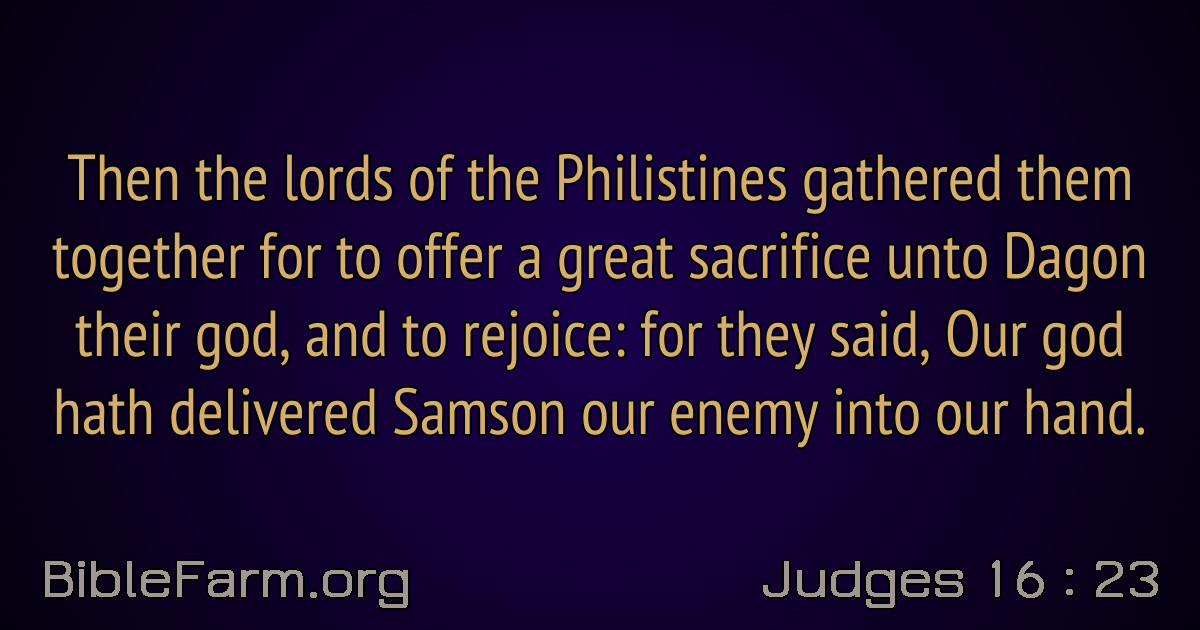 Then the lords of the Philistines gathered them
together for to offer a great sacrifice unto Dagon
their god, and to rejoice: for they said, Our god
hath delivered Samson our enemy into our hand.
BibleFarm.org
Judges 16 : 23